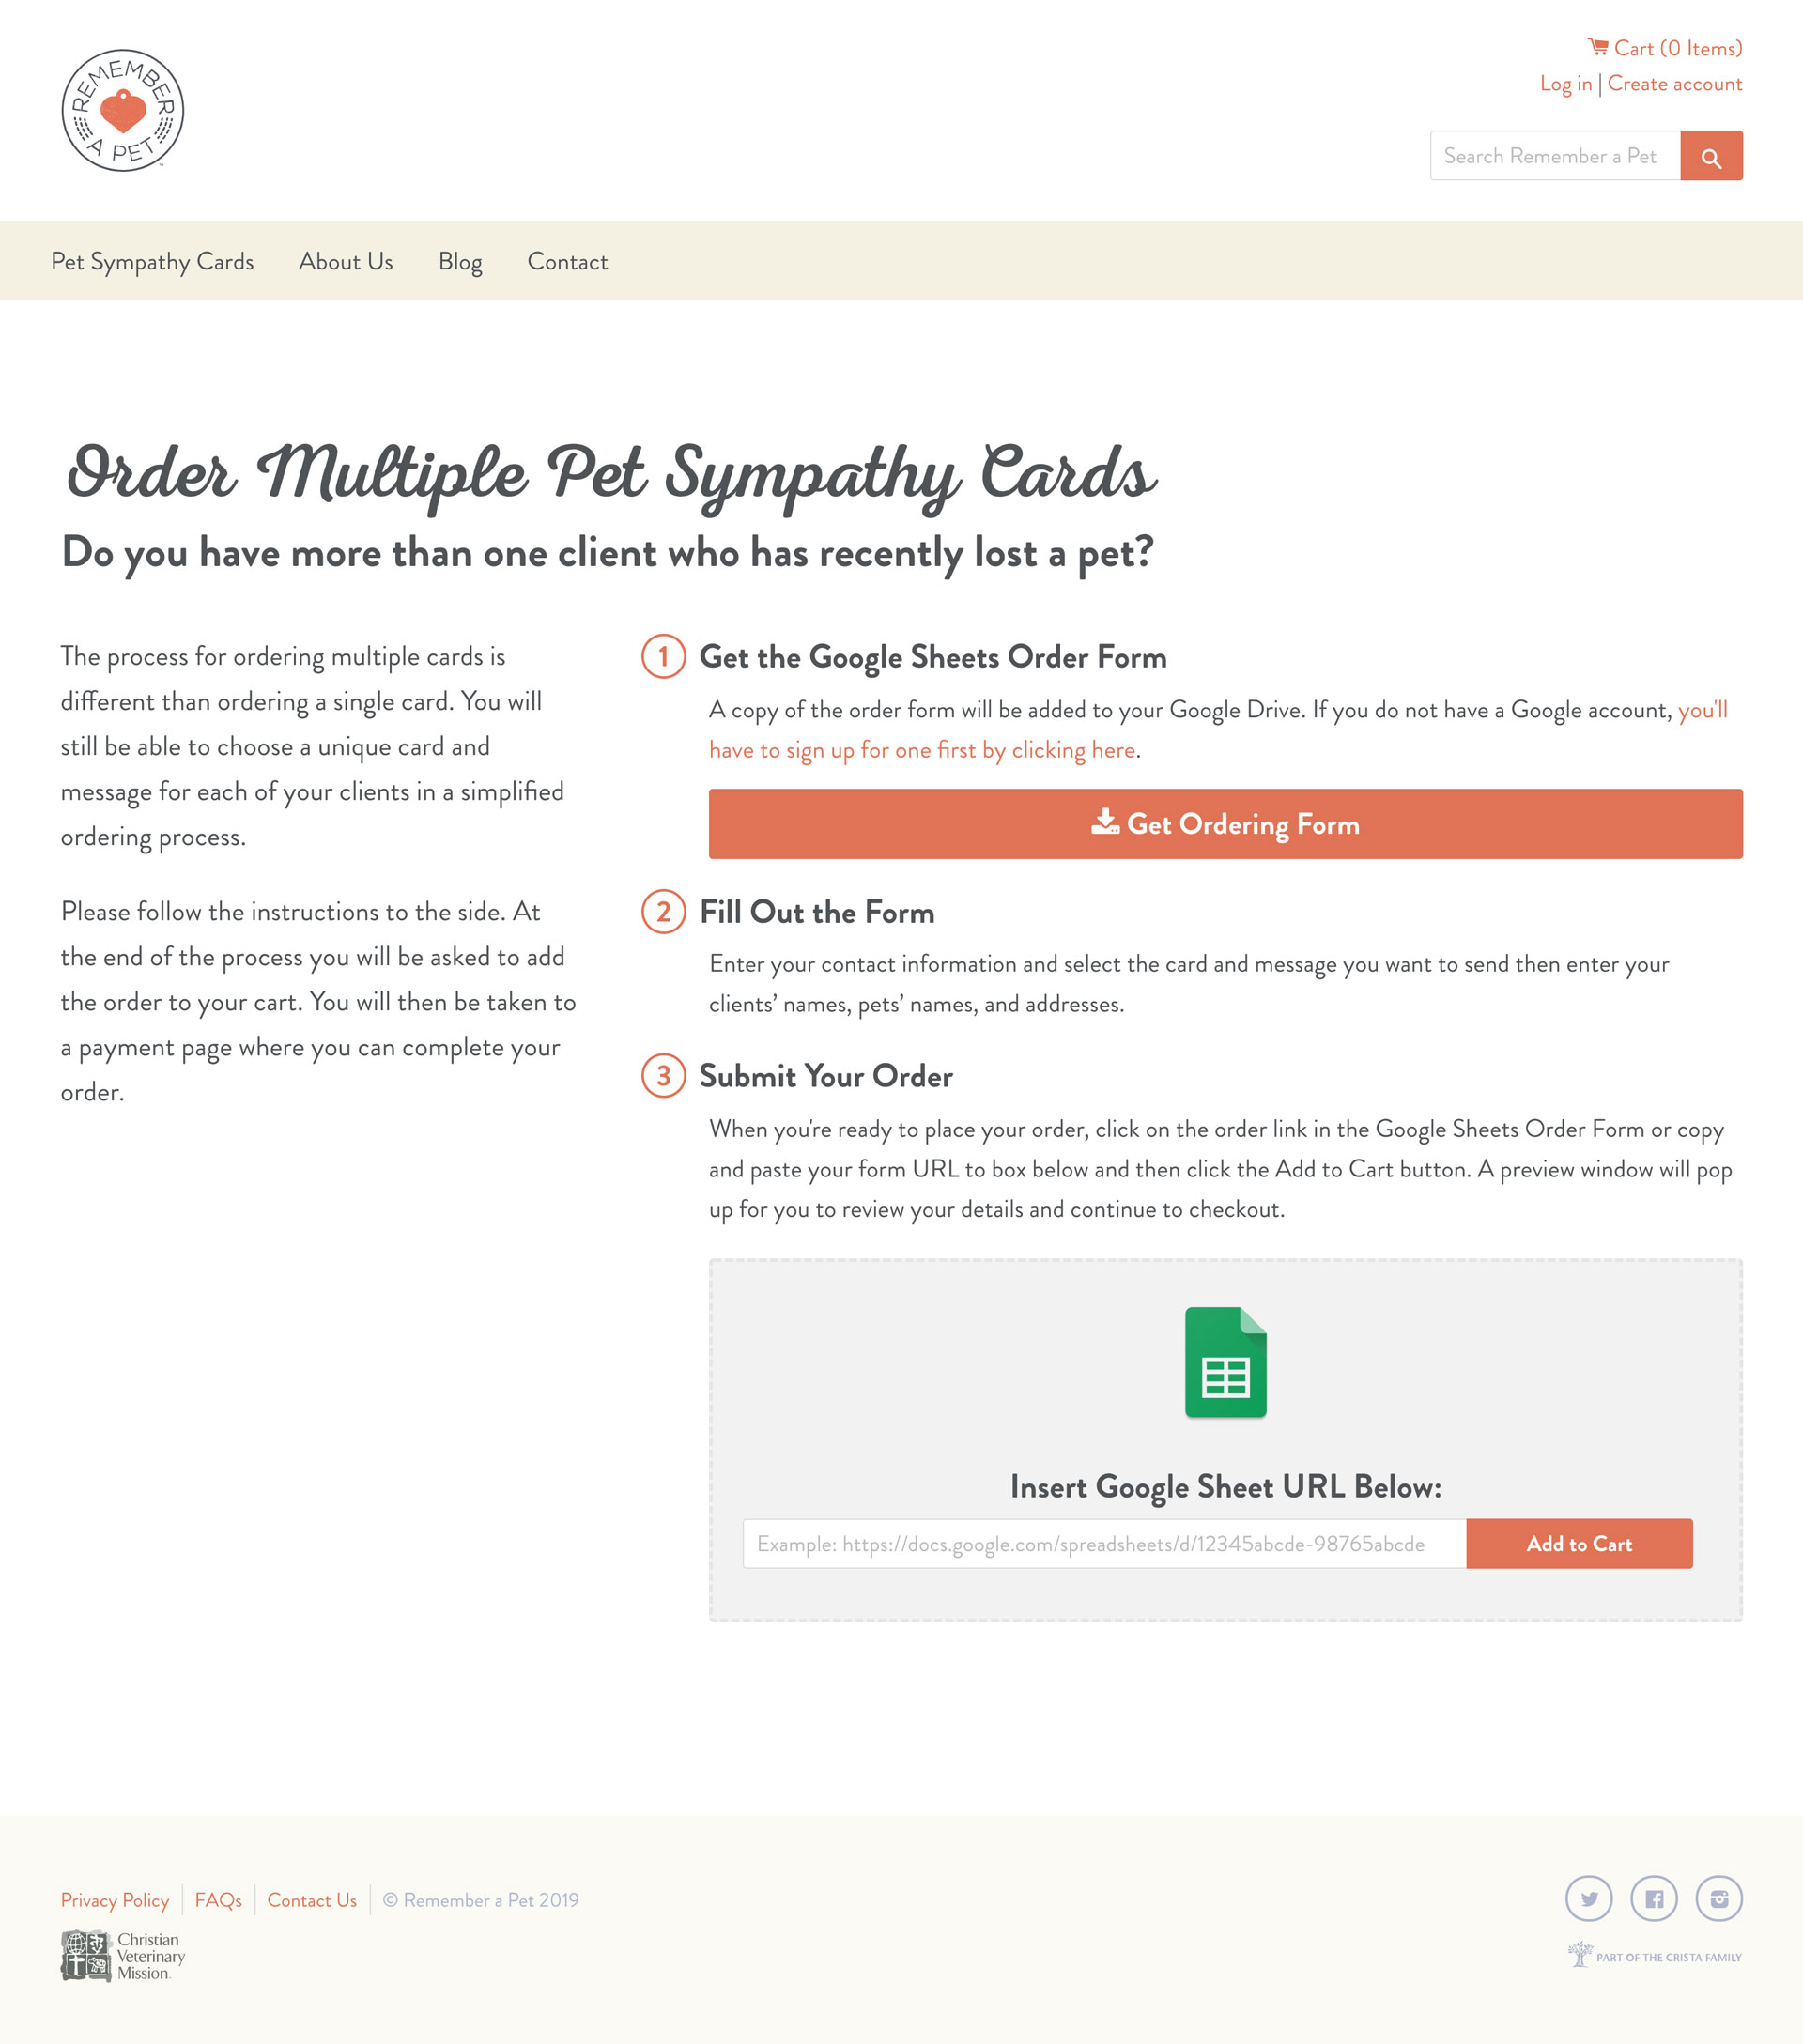 REMEMBER
A PET
Cart (0 Items)
Log in | Create account
Search Remember a Pet
Pet Sympathy Cards
About Us
Blog
Contact
Order Multiple Pet Sympathy Cards
Do you have more than one client who has recently lost a pet?
The process for ordering multiple cards is
different than ordering a single card. You will
still be able to choose a unique card and
message for each of your clients in a simplified
ordering process.
Please follow the instructions to the side. At
the end of the process you will be asked to add
the order to your cart. You will then be taken to
a payment page where you can complete your
order.
1 Get the Google Sheets Order Form
A copy of the order form will be added to your Google Drive. If you do not have a Google account, you'll
have to sign up for one first by clicking here.
Get Ordering Form
2 Fill Out the Form
Enter your contact information and select the card and message you want to send then enter your
clients’ names, pets’ names, and addresses.
3 Submit Your Order
When you're ready to place your order, click on the order link in the Google Sheets Order Form or copy
and paste your form URL to box below and then click the Add to Cart button. A preview window will pop
up for you to review your details and continue to checkout.
Insert Google Sheet URL Below:
Example: https://docs.google.com/spreadsheets/d/12345abcde-98765abcde
Add to Cart
Privacy Policy
FAQs
Contact Us
© Remember a Pet 2019
Christian
Veterinary
Mission.
PART OF THE CRISTA FAMILY